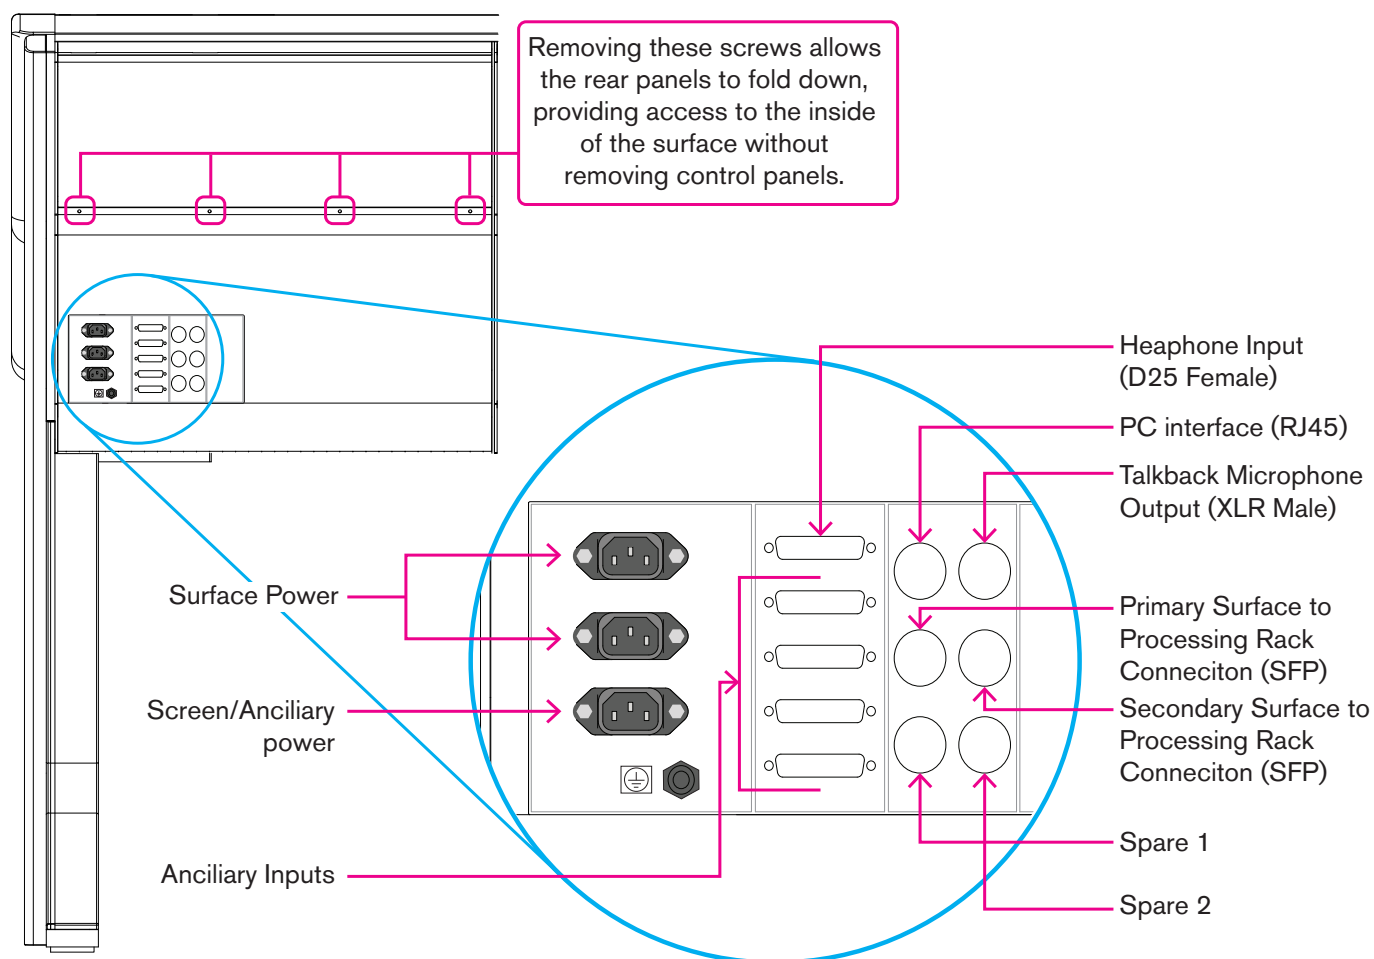 Removing these screws allows
the rear panels to fold down,
providing access to the inside
of the surface without
removing control panels.
Heaphone Input
(D25 Female)
PC interface (RJ45)
Talkback Microphone
Output (XLR Male)
Surface Power
Primary Surface to
Processing Rack
Conneciton (SFP)
Screen/Anciliary
power
Secondary Surface to
Processing Rack
Conneciton (SFP)
Spare 1
Anciliary Inputs
Spare 2